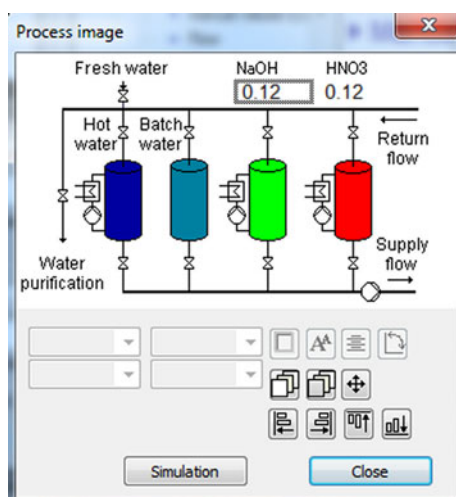 Process image
Fresh water
NaOH
HNO3
0.12
0.12
Hot
water
Batch
water
Return
flow
Water
purification
Supply
flow
AA
Simulation
Close